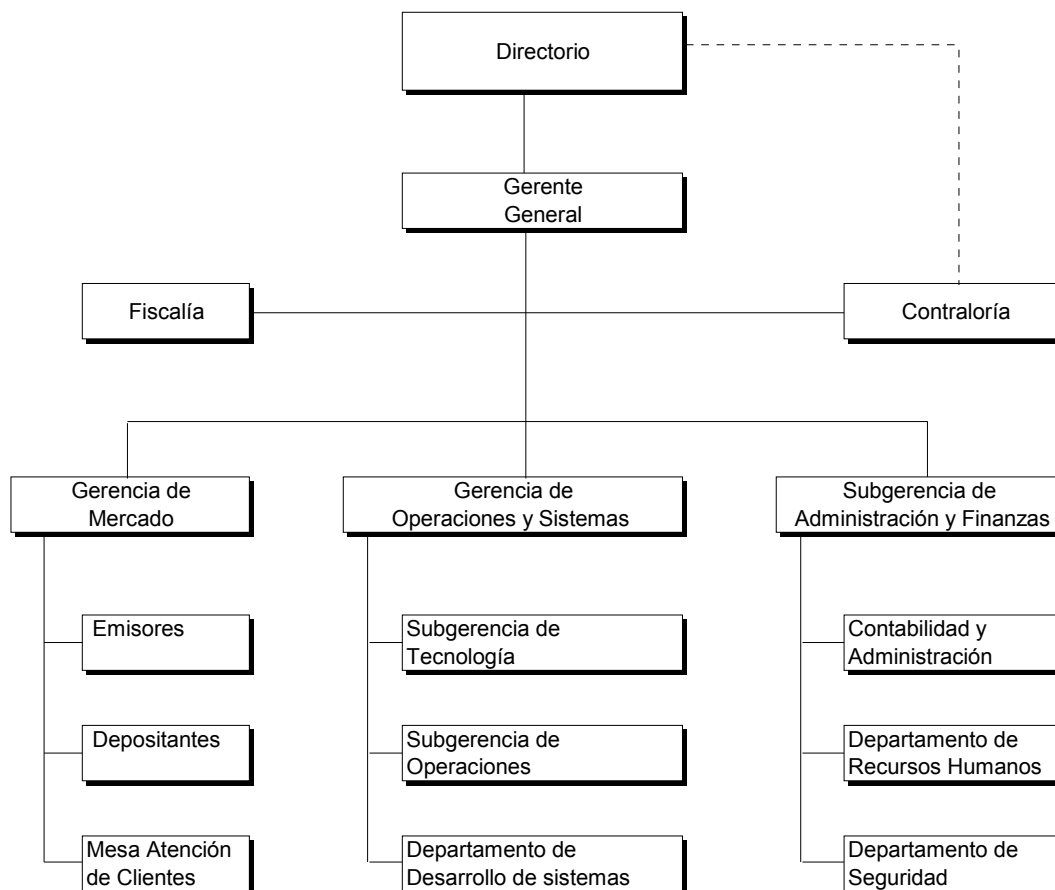 Directorio
Gerente
General
Fiscalía
Contraloría
Gerencia de
Mercado
Gerencia de
Operaciones y Sistemas
Subgerencia de
Administración y Finanzas
Emisores
Subgerencia de
Tecnología
Contabilidad y
Administración
Depositantes
Subgerencia de
Operaciones
Departamento de
Recursos Humanos
Mesa Atención
de Clientes
Departamento de
Desarrollo de sistemas
Departamento de
Seguridad